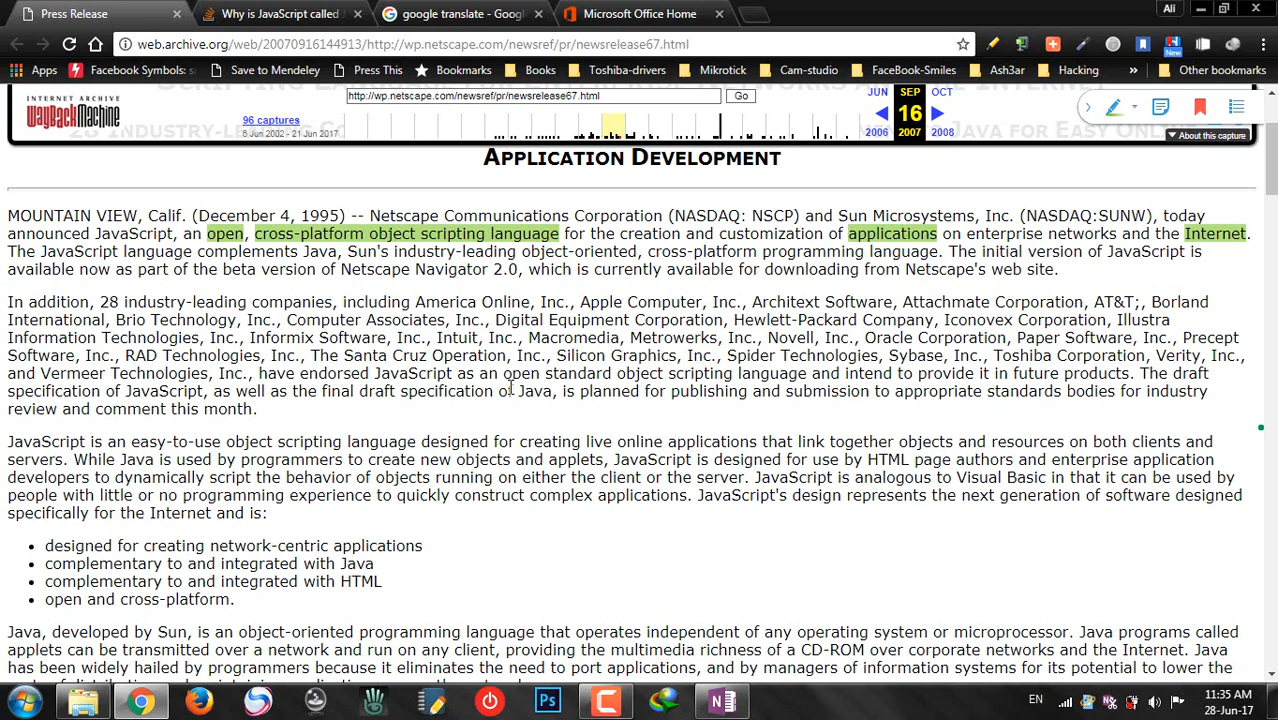 Press Release
Why is JavaScript called J
google translate - Googl
Microsoft Office Home
Ali
web.archive.org/web/20070916144913/http://wp.netscape.com/newsref/pr/newsrelease67.html
New
Apps
Facebook Symbols: s
Save to Mendeley
Press This
Bookmarks
Books
Toshiba-drivers
Mikrotick
Cam-studio
FaceBook-Smiles
Ash3ar
Hacking
»
Other bookmarks
INTERNET ARCHIVE
WayBackMachine
http://wp.netscape.com/newsref/pr/newsrelease67.html
Go
96 captures
6 Jun 2002 - 21 Jun 2017
JUN SEP OCT
16
2006 2007 2008
About this capture
APPLICATION DEVELOPMENT
MOUNTAIN VIEW, Calif. (December 4, 1995) -- Netscape Communications Corporation (NASDAQ: NSCP) and Sun Microsystems, Inc. (NASDAQ:SUNW), today
announced JavaScript, an open, cross-platform object scripting language for the creation and customization of applications on enterprise networks and the Internet.
The JavaScript language complements Java, Sun's industry-leading object-oriented, cross-platform programming language. The initial version of JavaScript is
available now as part of the beta version of Netscape Navigator 2.0, which is currently available for downloading from Netscape's web site.
In addition, 28 industry-leading companies, including America Online, Inc., Apple Computer, Inc., Architext Software, Attachmate Corporation, AT&T;, Borland
International, Brio Technology, Inc., Computer Associates, Inc., Digital Equipment Corporation, Hewlett-Packard Company, Iconovex Corporation, Illustra
Information Technologies, Inc., Informix Software, Inc., Intuit, Inc., Macromedia, Metrowerks, Inc., Novell, Inc., Oracle Corporation, Paper Software, Inc., Precept
Software, Inc., RAD Technologies, Inc., The Santa Cruz Operation, Inc., Silicon Graphics, Inc., Spider Technologies, Sybase, Inc., Toshiba Corporation, Verity, Inc.,
and Vermeer Technologies, Inc., have endorsed JavaScript as an open standard object scripting language and intend to provide it in future products. The draft
specification of JavaScript, as well as the final draft specification of Java, is planned for publishing and submission to appropriate standards bodies for industry
review and comment this month.
JavaScript is an easy-to-use object scripting language designed for creating live online applications that link together objects and resources on both clients and
servers. While Java is used by programmers to create new objects and applets, JavaScript is designed for use by HTML page authors and enterprise application
developers to dynamically script the behavior of objects running on either the client or the server. JavaScript is analogous to Visual Basic in that it can be used by
people with little or no programming experience to quickly construct complex applications. JavaScript's design represents the next generation of software designed
specifically for the Internet and is:
• designed for creating network-centric applications
• complementary to and integrated with Java
• complementary to and integrated with HTML
• open and cross-platform.
Java, developed by Sun, is an object-oriented programming language that operates independent of any operating system or microprocessor. Java programs called
applets can be transmitted over a network and run on any client, providing the multimedia richness of a CD-ROM over corporate networks and the Internet. Java
has been widely hailed by programmers because it eliminates the need to port applications, and by managers of information systems for its potential to lower the
Ps
EN
11:35 AM
28-Jun-17